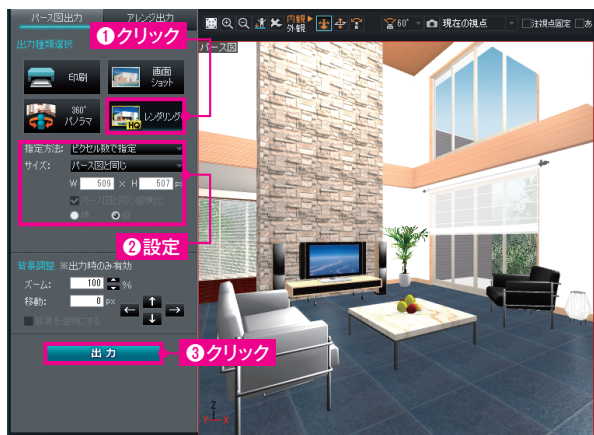 パース図出力 アレンジ出力
❶クリック
出力種類選択
印刷
画面
ショット
360°
パノラマ
HQ
レンダリング
指定方法: ピクセル数で指定
サイズ: パース図と同じ
W 509 × H 507 px
パース図と同じ縦横比
横 縦
❷設定
背景調整 ※出力時のみ有効
ズーム: 100 %
移動: 0 px
背景を透明にする
出力
❸クリック
内観
外観
60°
現在の視点
注視点固定
あ
パース図
Z
Y
X